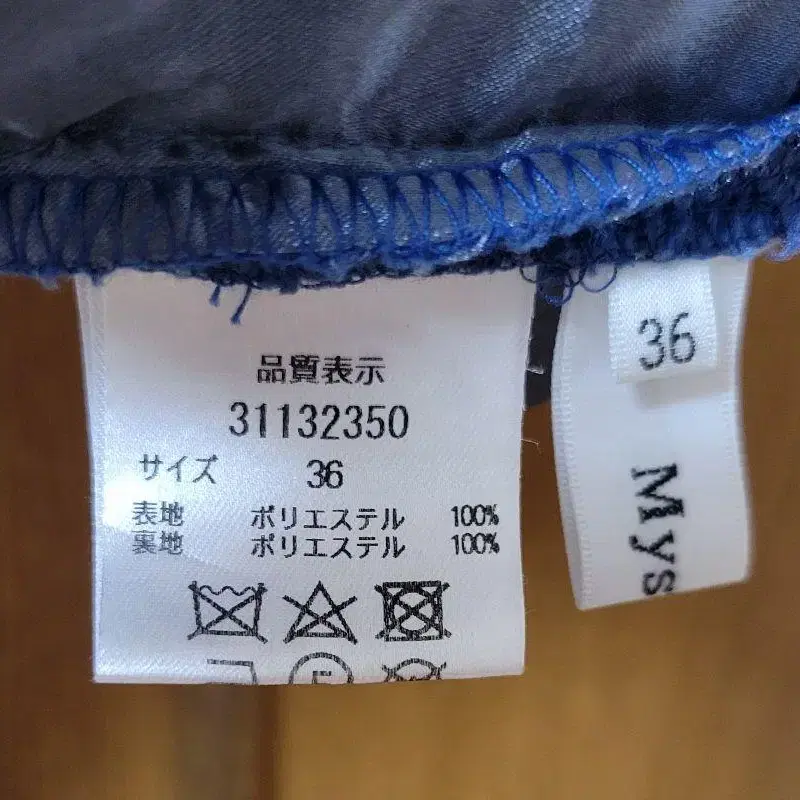 品質表示
31132350
サイズ 36
表地 ポリエステル 100%
裏地 ポリエステル 100%
36
Mys